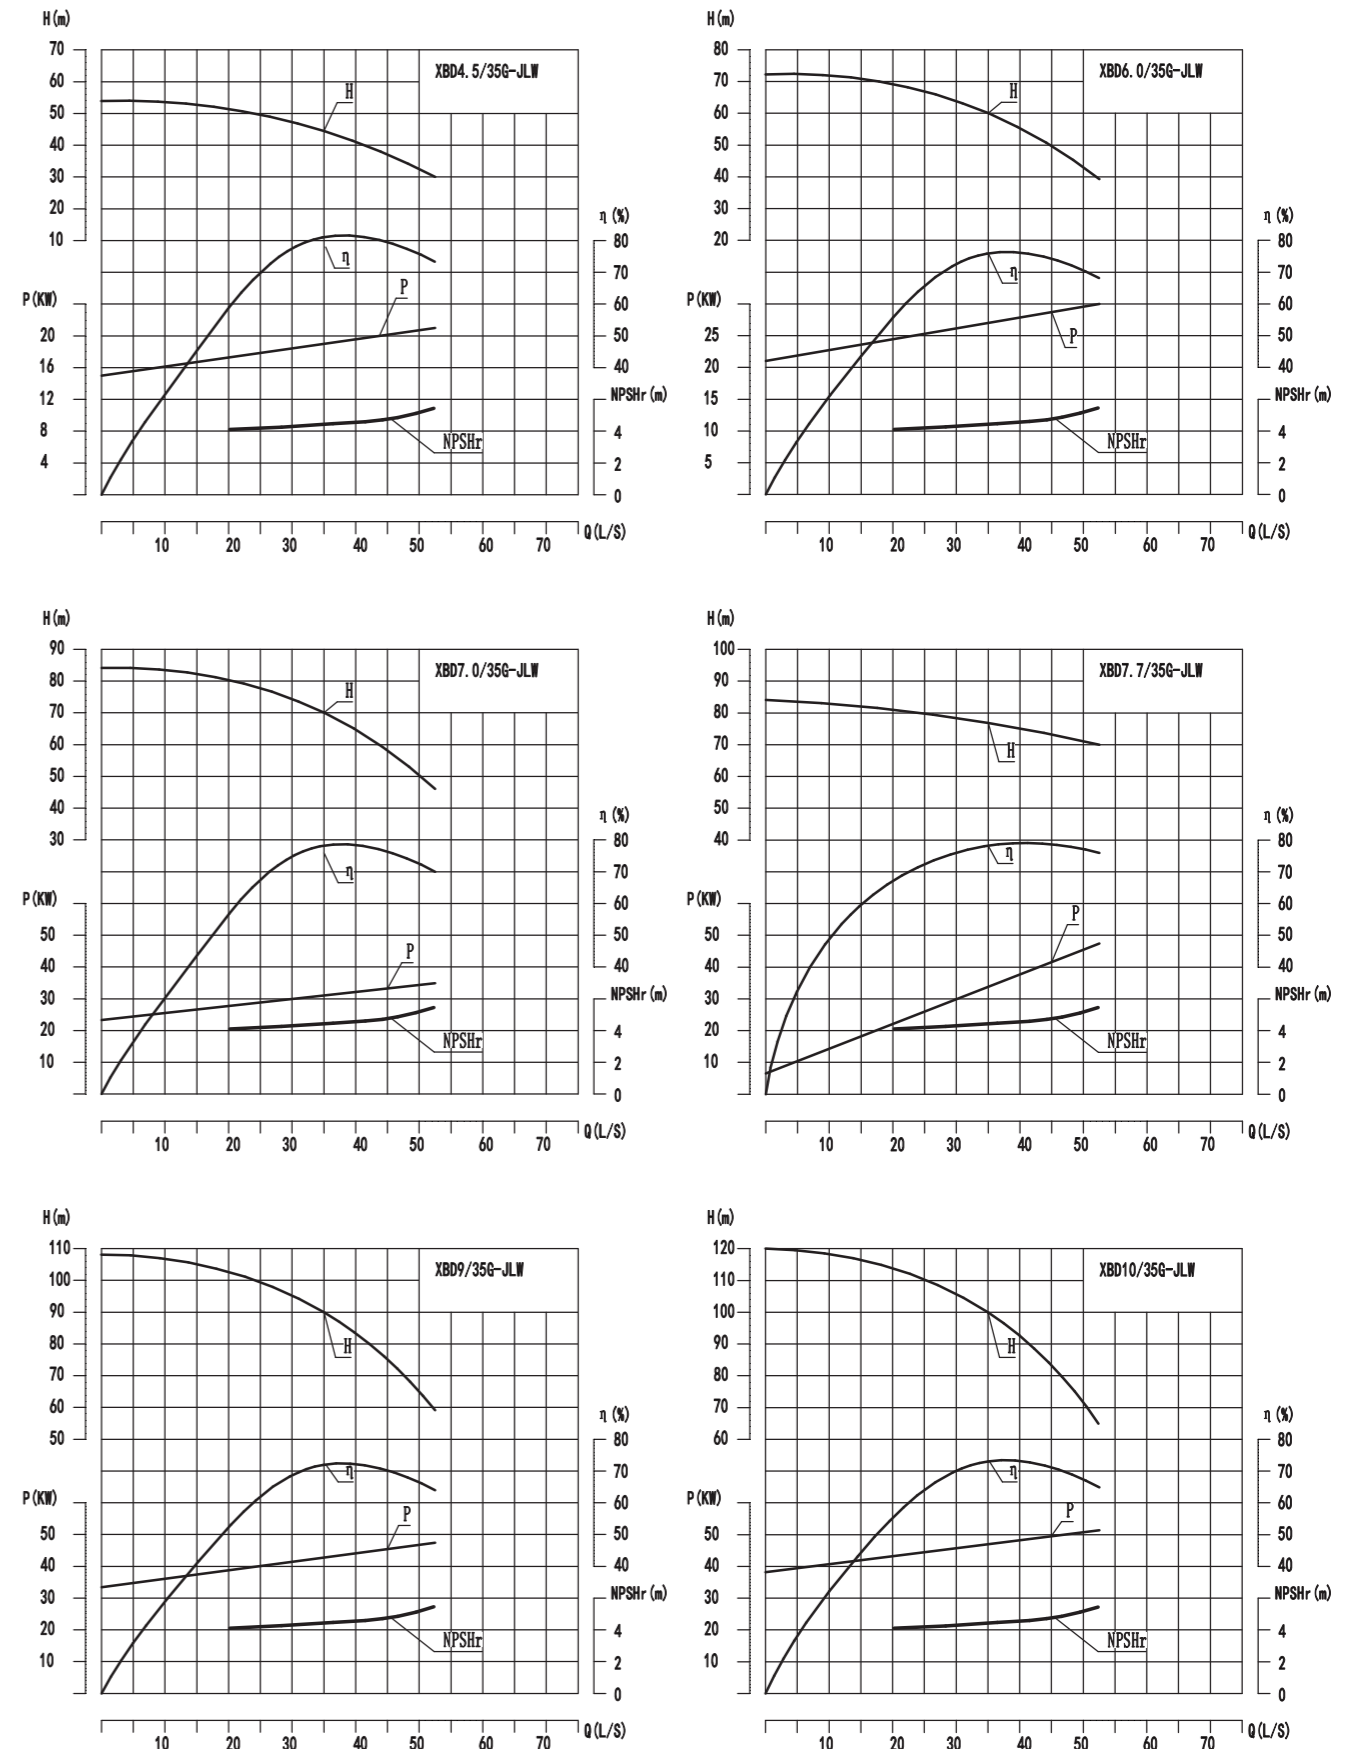 H(m)
70
60
50
40
30
20
10
XBD4.5/35G-JLW
H
η(%)
80
70
60
50
40
η
P(KW)
20
16
12
8
4
P
NPSHr(m)
4
2
0
NPSHr
10 20 30 40 50 60 70 Q(L/S)
H(m)
80
70
60
50
40
30
20
XBD6.0/35G-JLW
H
η(%)
80
70
60
50
40
η
P(KW)
25
20
15
10
5
P
NPSHr(m)
4
2
0
NPSHr
10 20 30 40 50 60 70 Q(L/S)
H(m)
90
80
70
60
50
40
30
XBD7.0/35G-JLW
H
η(%)
80
70
60
50
40
η
P(KW)
50
40
30
20
10
P
NPSHr(m)
4
2
0
NPSHr
10 20 30 40 50 60 70 Q(L/S)
H(m)
100
90
80
70
60
50
40
XBD7.7/35G-JLW
H
η(%)
80
70
60
50
40
η
P(KW)
50
40
30
20
10
P
NPSHr(m)
4
2
0
NPSHr
10 20 30 40 50 60 70 Q(L/S)
H(m)
110
100
90
80
70
60
50
XBD9/35G-JLW
H
η(%)
80
70
60
50
40
η
P(KW)
50
40
30
20
10
P
NPSHr(m)
4
2
0
NPSHr
10 20 30 40 50 60 70 Q(L/S)
H(m)
120
110
100
90
80
70
60
XBD10/35G-JLW
H
η(%)
80
70
60
50
40
η
P(KW)
50
40
30
20
10
P
NPSHr(m)
4
2
0
NPSHr
10 20 30 40 50 60 70 Q(L/S)